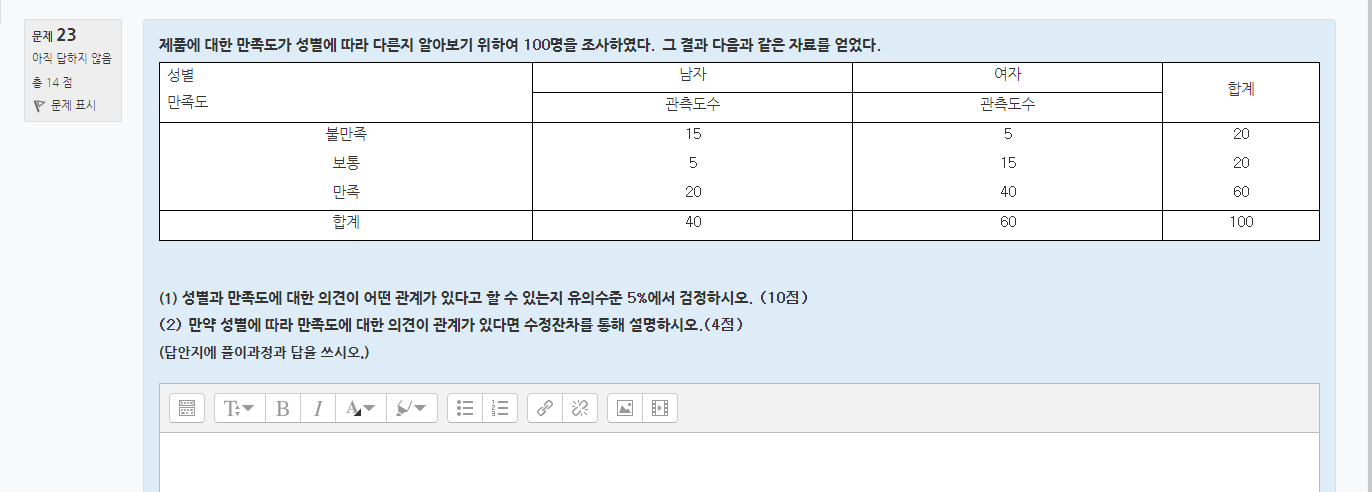 문제 23
아직 답하지 않음
총 14 점
문제 표시
제품에 대한 만족도가 성별에 따라 다른지 알아보기 위하여 100명을 조사하였다. 그 결과 다음과 같은 자료를 얻었다.
성별 남자 여자 합계
만족도 관측도수 관측도수
불만족 15 5 20
보통 5 15 20
만족 20 40 60
합계 40 60 100
(1) 성별과 만족도에 대한 의견이 어떤 관계가 있다고 할 수 있는지 유의수준 5%에서 검정하시오. (10점)
(2) 만약 성별에 따라 만족도에 대한 의견이 관계가 있다면 수정잔차를 통해 설명하시오.(4점)
(답안지에 풀이과정과 답을 쓰시오.)